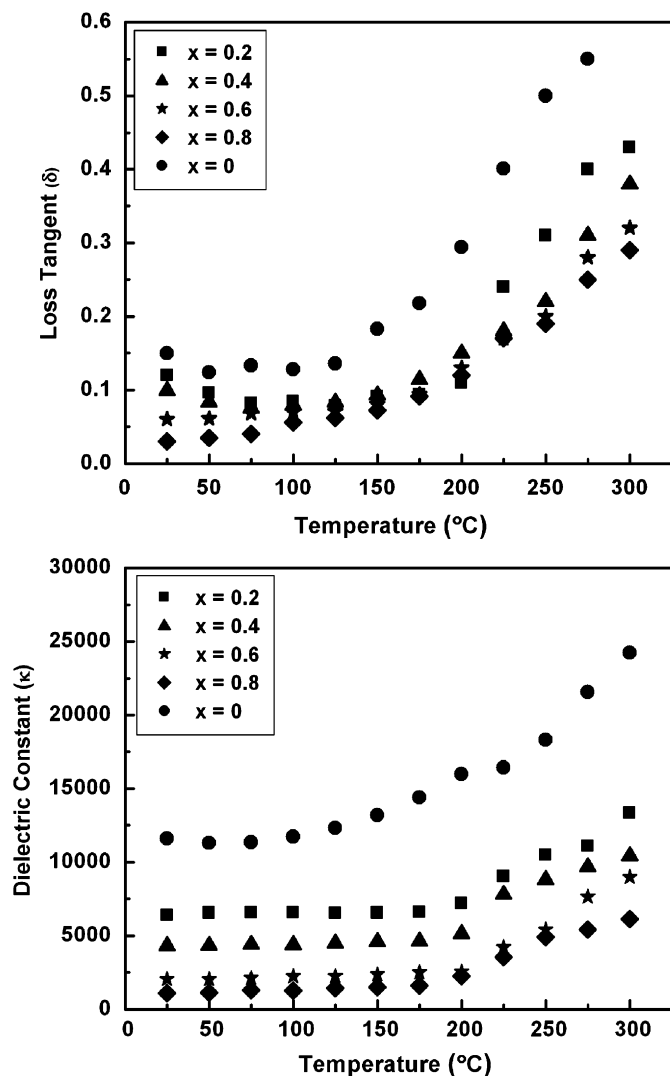 0.6
0.5
0.4
0.3
0.2
0.1
0.0
Loss Tangent (δ)
x = 0.2
x = 0.4
x = 0.6
x = 0.8
x = 0
0 50 100 150 200 250 300
Temperature (°C)
30000
25000
20000
15000
10000
5000
0
Dielectric Constant (κ)
x = 0.2
x = 0.4
x = 0.6
x = 0.8
x = 0
0 50 100 150 200 250 300
Temperature (°C)